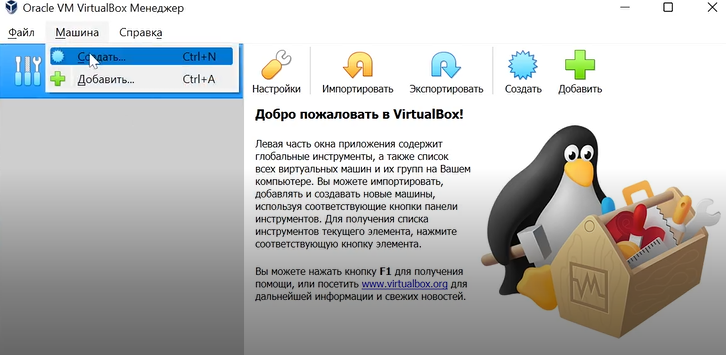 Oracle VM VirtualBox Менеджер
Файл Машина Справка
Создать... Ctrl+N
Добавить... Ctrl+A
Настройки Импортировать Экспортировать Создать Добавить
Добро пожаловать в VirtualBox!
Левая часть окна приложения содержит
глобальные инструменты, а также список
всех виртуальных машин и их групп на Вашем
компьютере. Вы можете импортировать,
добавлять и создавать новые машины,
используя соответствующие кнопки панели
инструментов. Для получения списка
инструментов текущего элемента, нажмите
соответствующую кнопку элемента.
Вы можете нажать кнопку F1 для получения
помощи, или посетить www.virtualbox.org для
дальнейшей информации и свежих новостей.